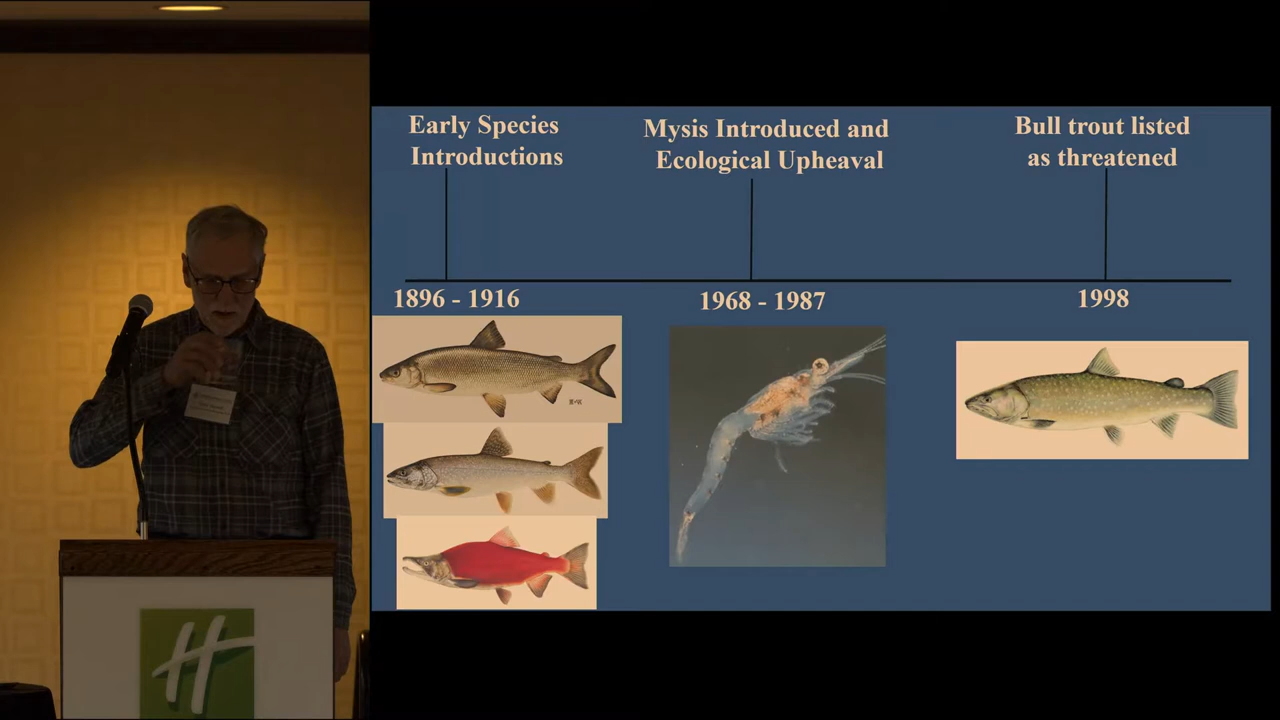 Early Species
Introductions
Mysis Introduced and
Ecological Upheaval
Bull trout listed
as threatened
1896 - 1916
1968 - 1987
1998
H